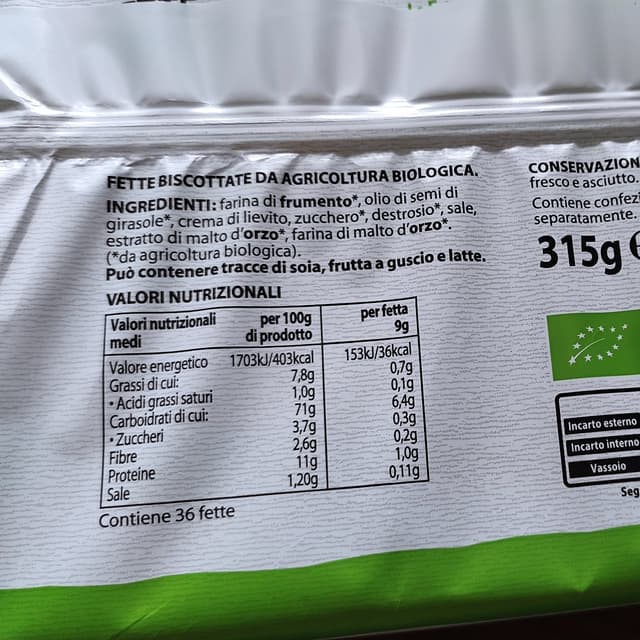 FETTE BISCOTTATE DA AGRICOLTURA BIOLOGICA.
INGREDIENTI: farina di frumento*, olio di semi di
girasole*, crema di lievito, zucchero*, destrosio*, sale,
estratto di malto d'orzo*, farina di malto d'orzo*.
(*da agricoltura biologica).
Può contenere tracce di soia, frutta a guscio e latte.
VALORI NUTRIZIONALI
Valori nutrizionali medi per 100g di prodotto per fetta 9g
Valore energetico 1703kJ/403kcal 153kJ/36kcal
Grassi di cui: 7,8g 0,7g
• Acidi grassi saturi 1,0g 0,1g
Carboidrati di cui: 71g 6,4g
• Zuccheri 3,7g 0,3g
Fibre 2,6g 0,2g
Proteine 11g 1,0g
Sale 1,20g 0,11g
Contiene 36 fette
CONSERVAZION
fresco e asciutto.
Contiene confezi
separatamente.
315g
Incarto esterno
Incarto interno
Vassoio
Seg